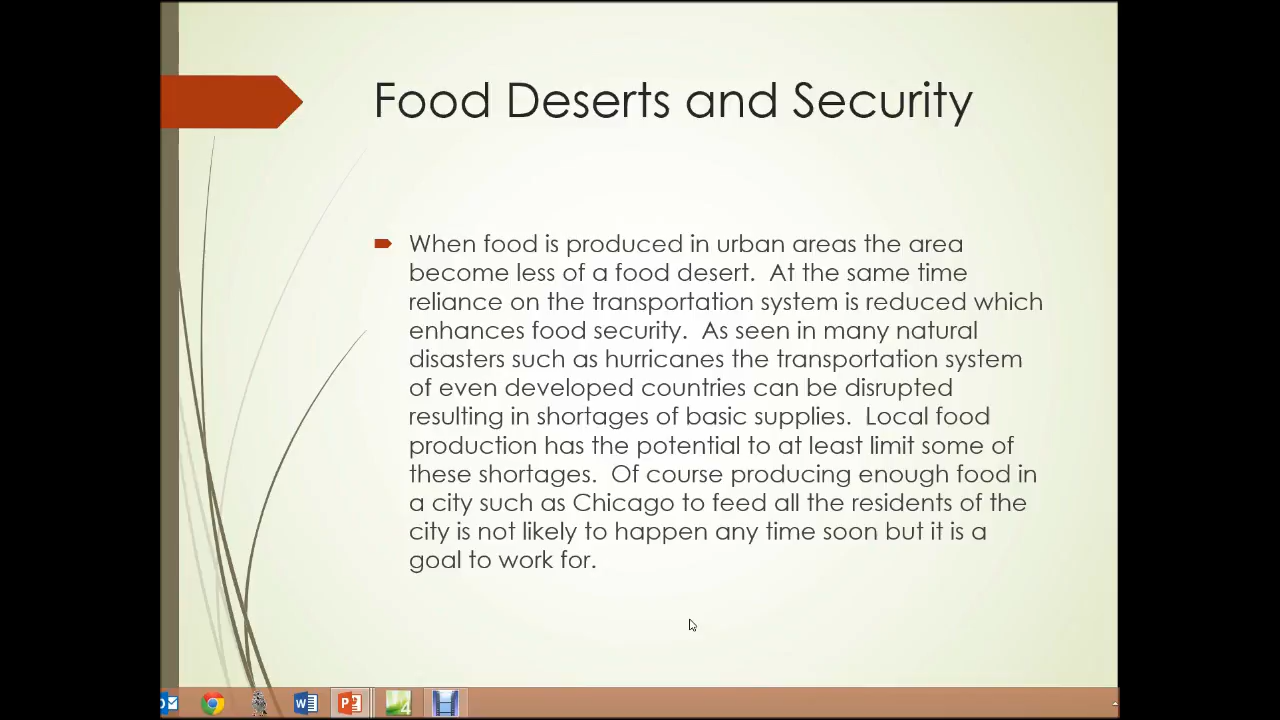 Food Deserts and Security
When food is produced in urban areas the area
become less of a food desert.  At the same time
reliance on the transportation system is reduced which
enhances food security.  As seen in many natural
disasters such as hurricanes the transportation system
of even developed countries can be disrupted
resulting in shortages of basic supplies.  Local food
production has the potential to at least limit some of
these shortages.  Of course producing enough food in
a city such as Chicago to feed all the residents of the
city is not likely to happen any time soon but it is a
goal to work for.